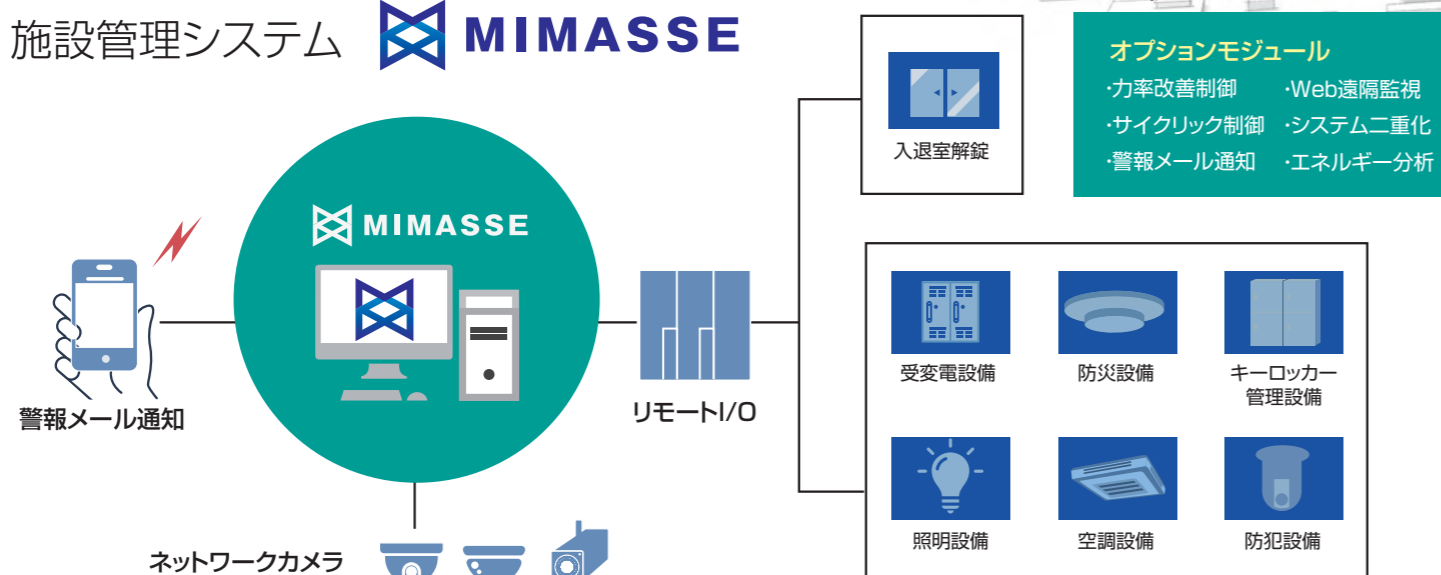 施設管理システム MIMASSE
オプションモジュール
・力率改善制御 ・Web遠隔監視
・サイクリック制御 ・システム二重化
・警報メール通知 ・エネルギー分析
入退室解錠
MIMASSE
警報メール通知
リモートI/O
受変電設備
防災設備
キーロッカー
管理設備
照明設備
空調設備
防犯設備
ネットワークカメラ